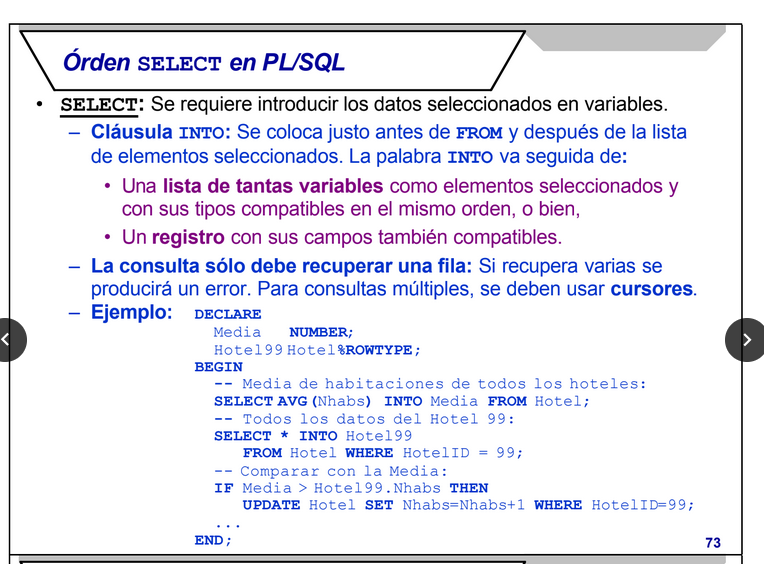 Órden SELECT en PL/SQL
• SELECT: Se requiere introducir los datos seleccionados en variables.
– Cláusula INTO: Se coloca justo antes de FROM y después de la lista
de elementos seleccionados. La palabra INTO va seguida de:
• Una lista de tantas variables como elementos seleccionados y
con sus tipos compatibles en el mismo orden, o bien,
• Un registro con sus campos también compatibles.
– La consulta sólo debe recuperar una fila: Si recupera varias se
producirá un error. Para consultas múltiples, se deben usar cursores.
– Ejemplo: DECLARE
Media NUMBER;
Hotel99 Hotel%ROWTYPE;
BEGIN
-- Media de habitaciones de todos los hoteles:
SELECT AVG(Nhabs) INTO Media FROM Hotel;
-- Todos los datos del Hotel 99:
SELECT * INTO Hotel99
FROM Hotel WHERE HotelID = 99;
-- Comparar con la Media:
IF Media > Hotel99.Nhabs THEN
UPDATE Hotel SET Nhabs=Nhabs+1 WHERE HotelID=99;
...
END;
73